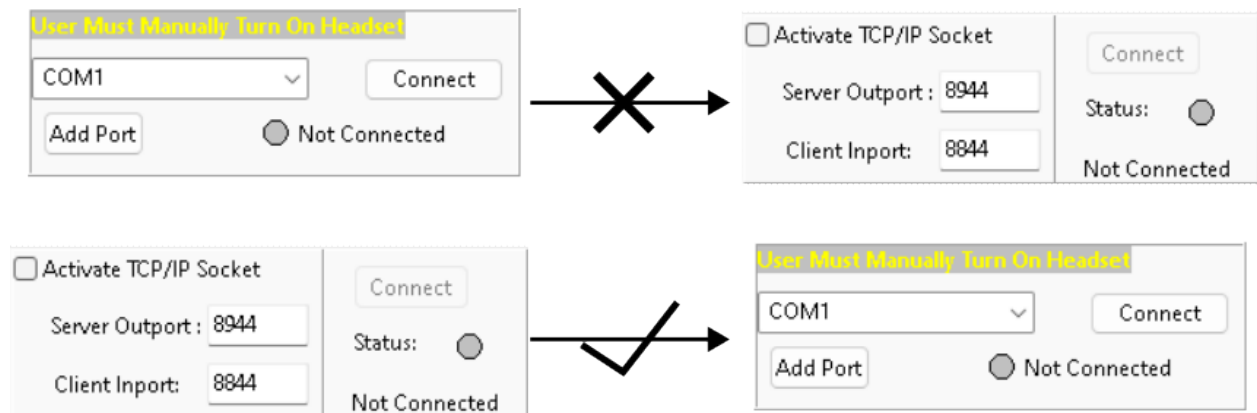 User Must Manually Turn On Headset
COM1
Connect
Add Port
Not Connected
Activate TCP/IP Socket
Server Outport : 8944
Client Inport: 8844
Connect
Status:
Not Connected
Activate TCP/IP Socket
Server Outport : 8944
Client Inport: 8844
Connect
Status:
Not Connected
User Must Manually Turn On Headset
COM1
Connect
Add Port
Not Connected